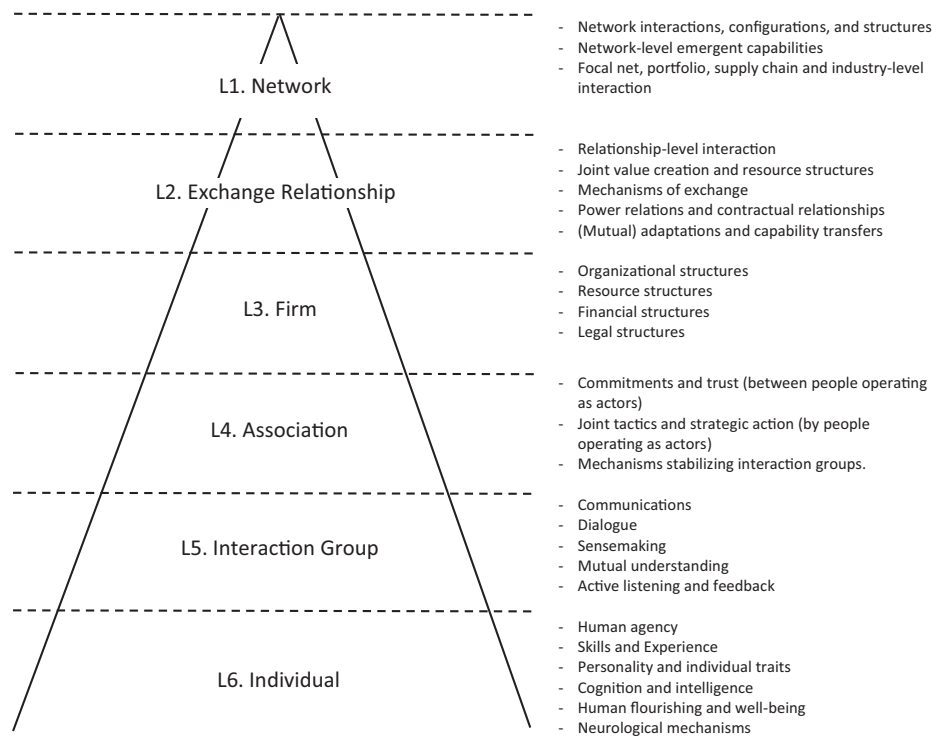 L1. Network
- Network interactions, configurations, and structures
- Network-level emergent capabilities
- Focal net, portfolio, supply chain and industry-level
interaction
L2. Exchange Relationship
- Relationship-level interaction
- Joint value creation and resource structures
- Mechanisms of exchange
- Power relations and contractual relationships
- (Mutual) adaptations and capability transfers
L3. Firm
- Organizational structures
- Resource structures
- Financial structures
- Legal structures
L4. Association
- Commitments and trust (between people operating
as actors)
- Joint tactics and strategic action (by people
operating as actors)
- Mechanisms stabilizing interaction groups.
L5. Interaction Group
- Communications
- Dialogue
- Sensemaking
- Mutual understanding
- Active listening and feedback
L6. Individual
- Human agency
- Skills and Experience
- Personality and individual traits
- Cognition and intelligence
- Human flourishing and well-being
- Neurological mechanisms